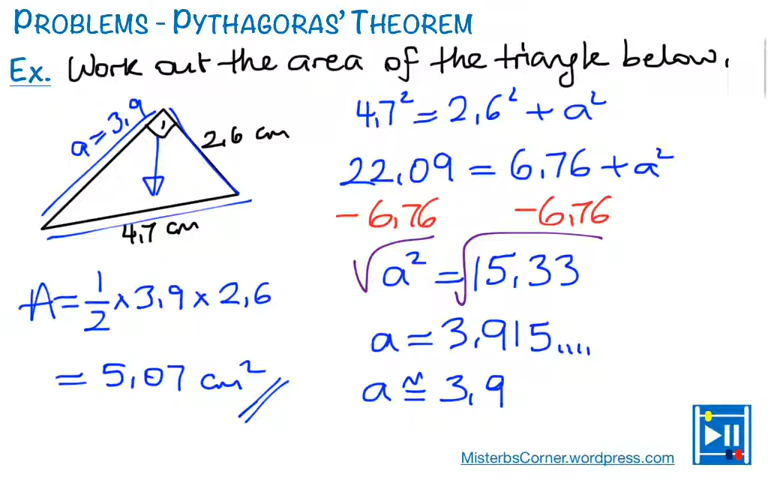 PROBLEMS - PYTHAGORAS' THEOREM
Ex. Work out the area of the triangle below.
a = 3,9
2,6 cm
4,7 cm
4,7² = 2,6² + a²
22,09 = 6,76 + a²
-6,76 -6,76
√a² = √15,33
a = 3,915....
a ≅ 3,9
A = 1/2 × 3,9 × 2,6
= 5,07 cm²
MisterbsCorner.wordpress.com